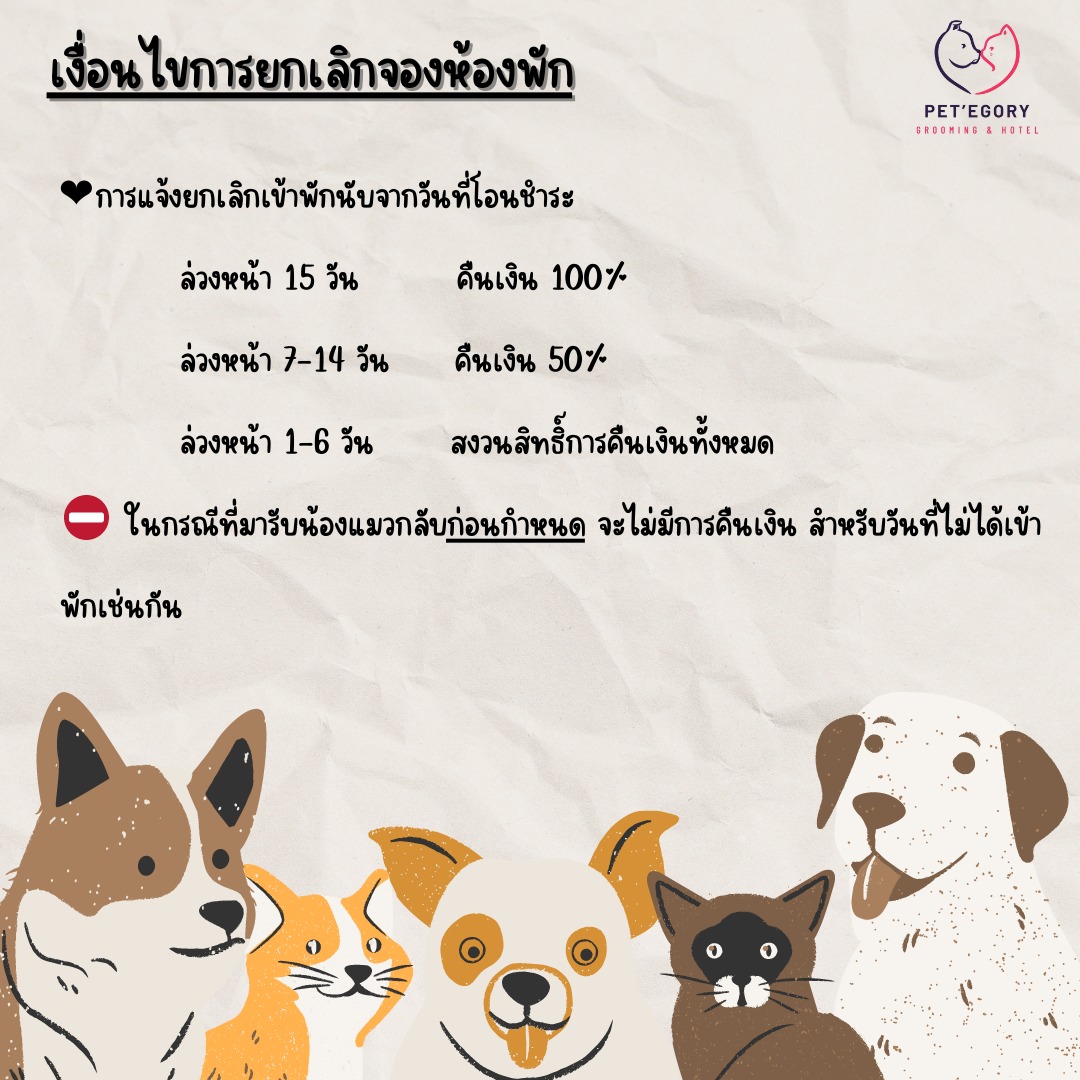 เงื่อนไขการยกเลิกจองห้องพัก
PET'EGORY
GROOMING & HOTEL
❤การแจ้งยกเลิกเข้าพักนับจากวันที่โอนชำระ
ล่วงหน้า 15 วัน คืนเงิน 100%
ล่วงหน้า 7-14 วัน คืนเงิน 50%
ล่วงหน้า 1-6 วัน สงวนสิทธิ์การคืนเงินทั้งหมด
⛔ ในกรณีที่มารับน้องแมวกลับก่อนกำหนด จะไม่มีการคืนเงิน สำหรับวันที่ไม่ได้เข้า
พักเช่นกัน